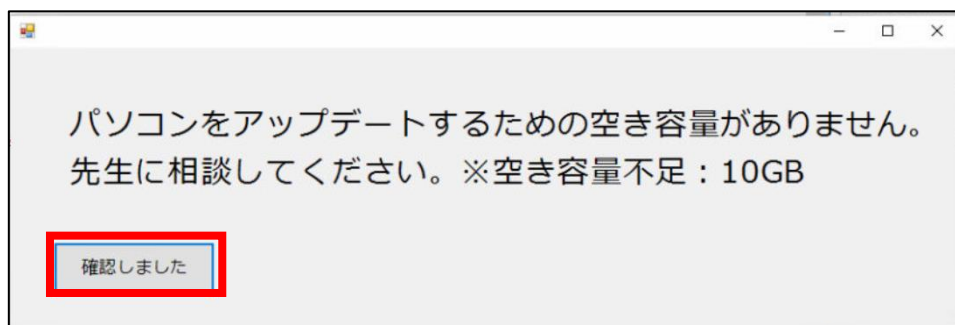 パソコンをアップデートするための空き容量がありません。
先生に相談してください。※空き容量不足：10GB
確認しました